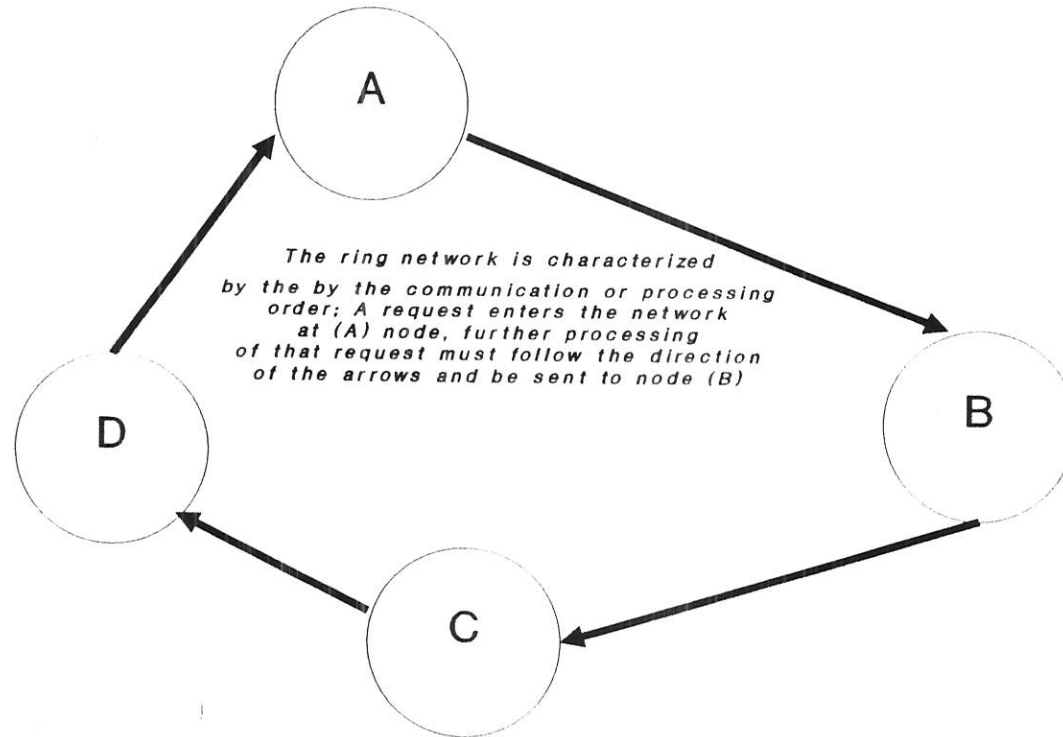 A
The ring network is characterized
by the by the communication or processing
order; A request enters the network
at (A) node, further processing
of that request must follow the direction
of the arrows and be sent to node (B)
D
B
C